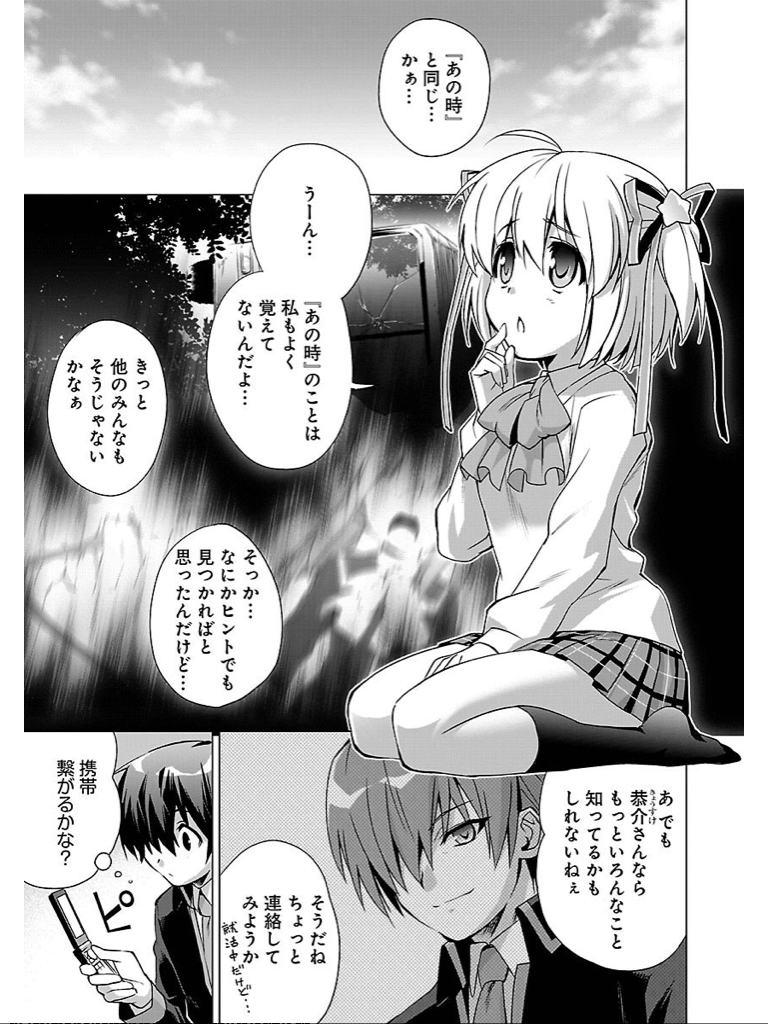 『あの時』
と同じ…
かぁ…
うーん…
『あの時』のことは
私もよく
覚えて
ないんだよ…
きっと
他のみんなも
そうじゃない
かなぁ
そっか…
なにかヒントでも
見つかればと
思ったんだけど…
あ でも
恭介さんなら
きょうすけ
もっといろんなこと
知ってるかも
しれないねぇ
そうだね
ちょっと
連絡して
みようか
就活中だけど…
携帯
繋がるかな?
ピ